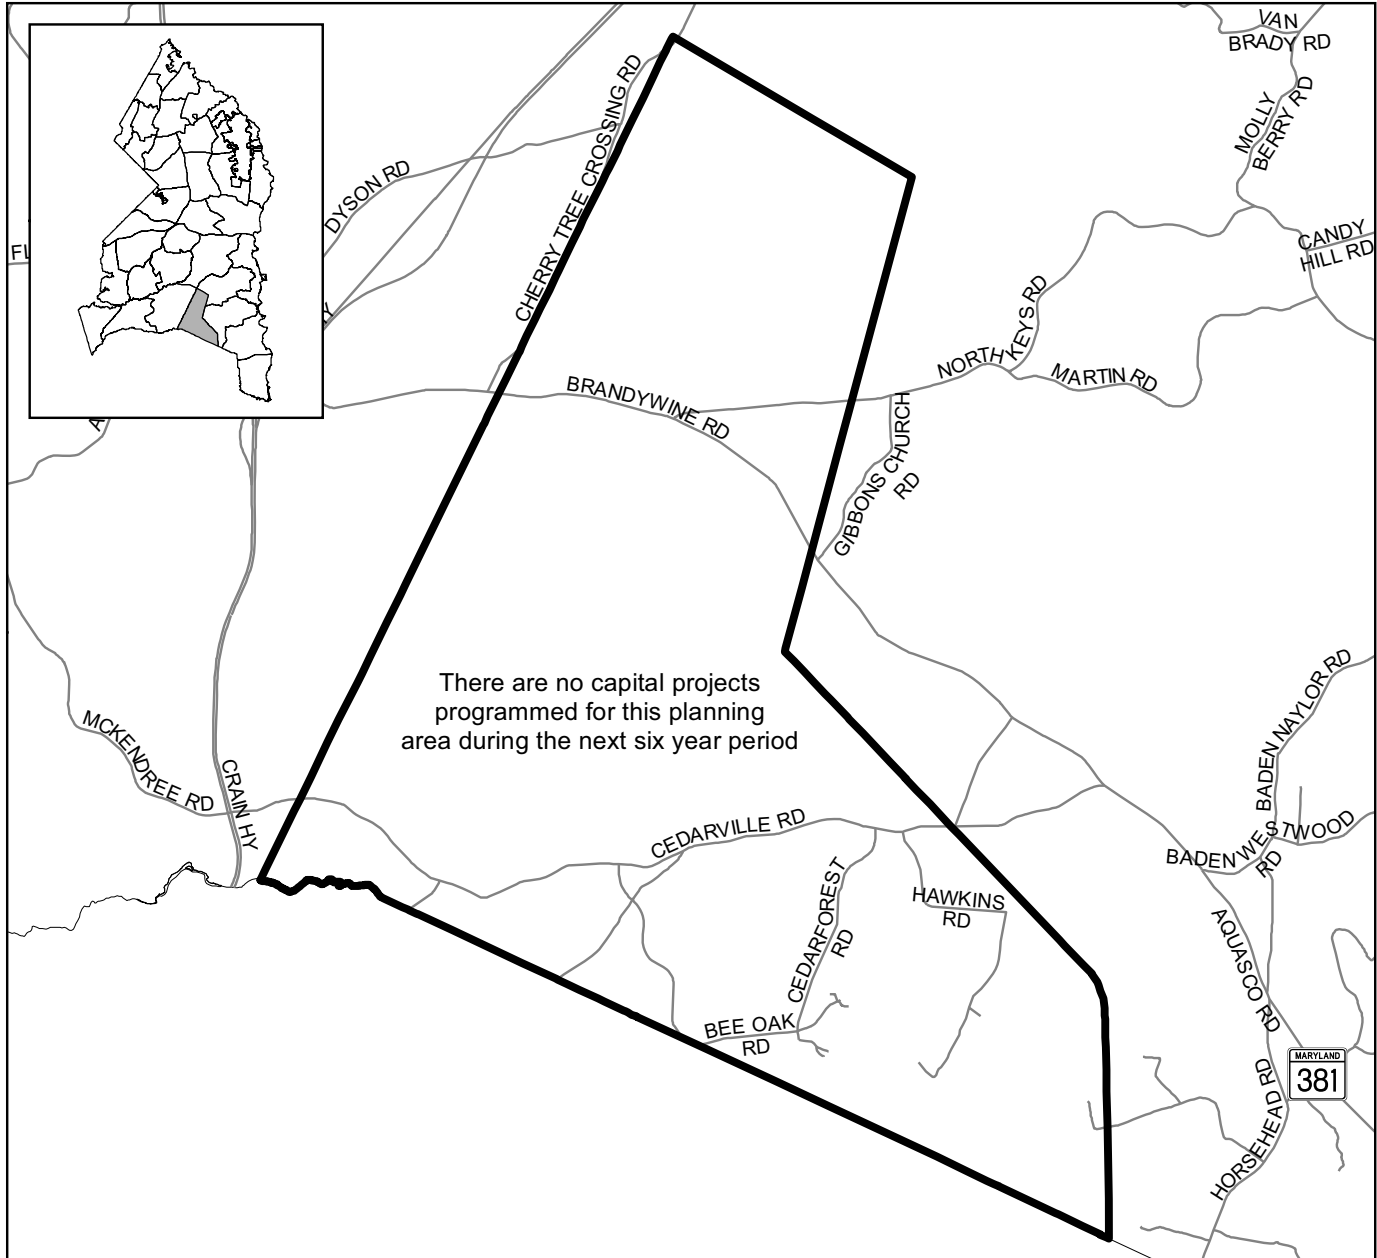 VAN
BRADY RD
MOLLY
BERRY RD
CHERRY TREE CROSSING RD
DYSON RD
CANDY
HILL RD
FL
Y
NORTH KEYS RD
MARTIN RD
BRANDYWINE RD
A
GIBBONS CHURCH
RD
There are no capital projects
programmed for this planning
area during the next six year period
BADEN NAYLOR RD
MCKENDREE RD
CRAIN HY
CEDARVILLE RD
BADEN WESTWOOD
RD
CEDARFOREST
RD
HAWKINS
RD
AQUASCO RD
BEE OAK
RD
MARYLAND
381
HORSEHEAD RD